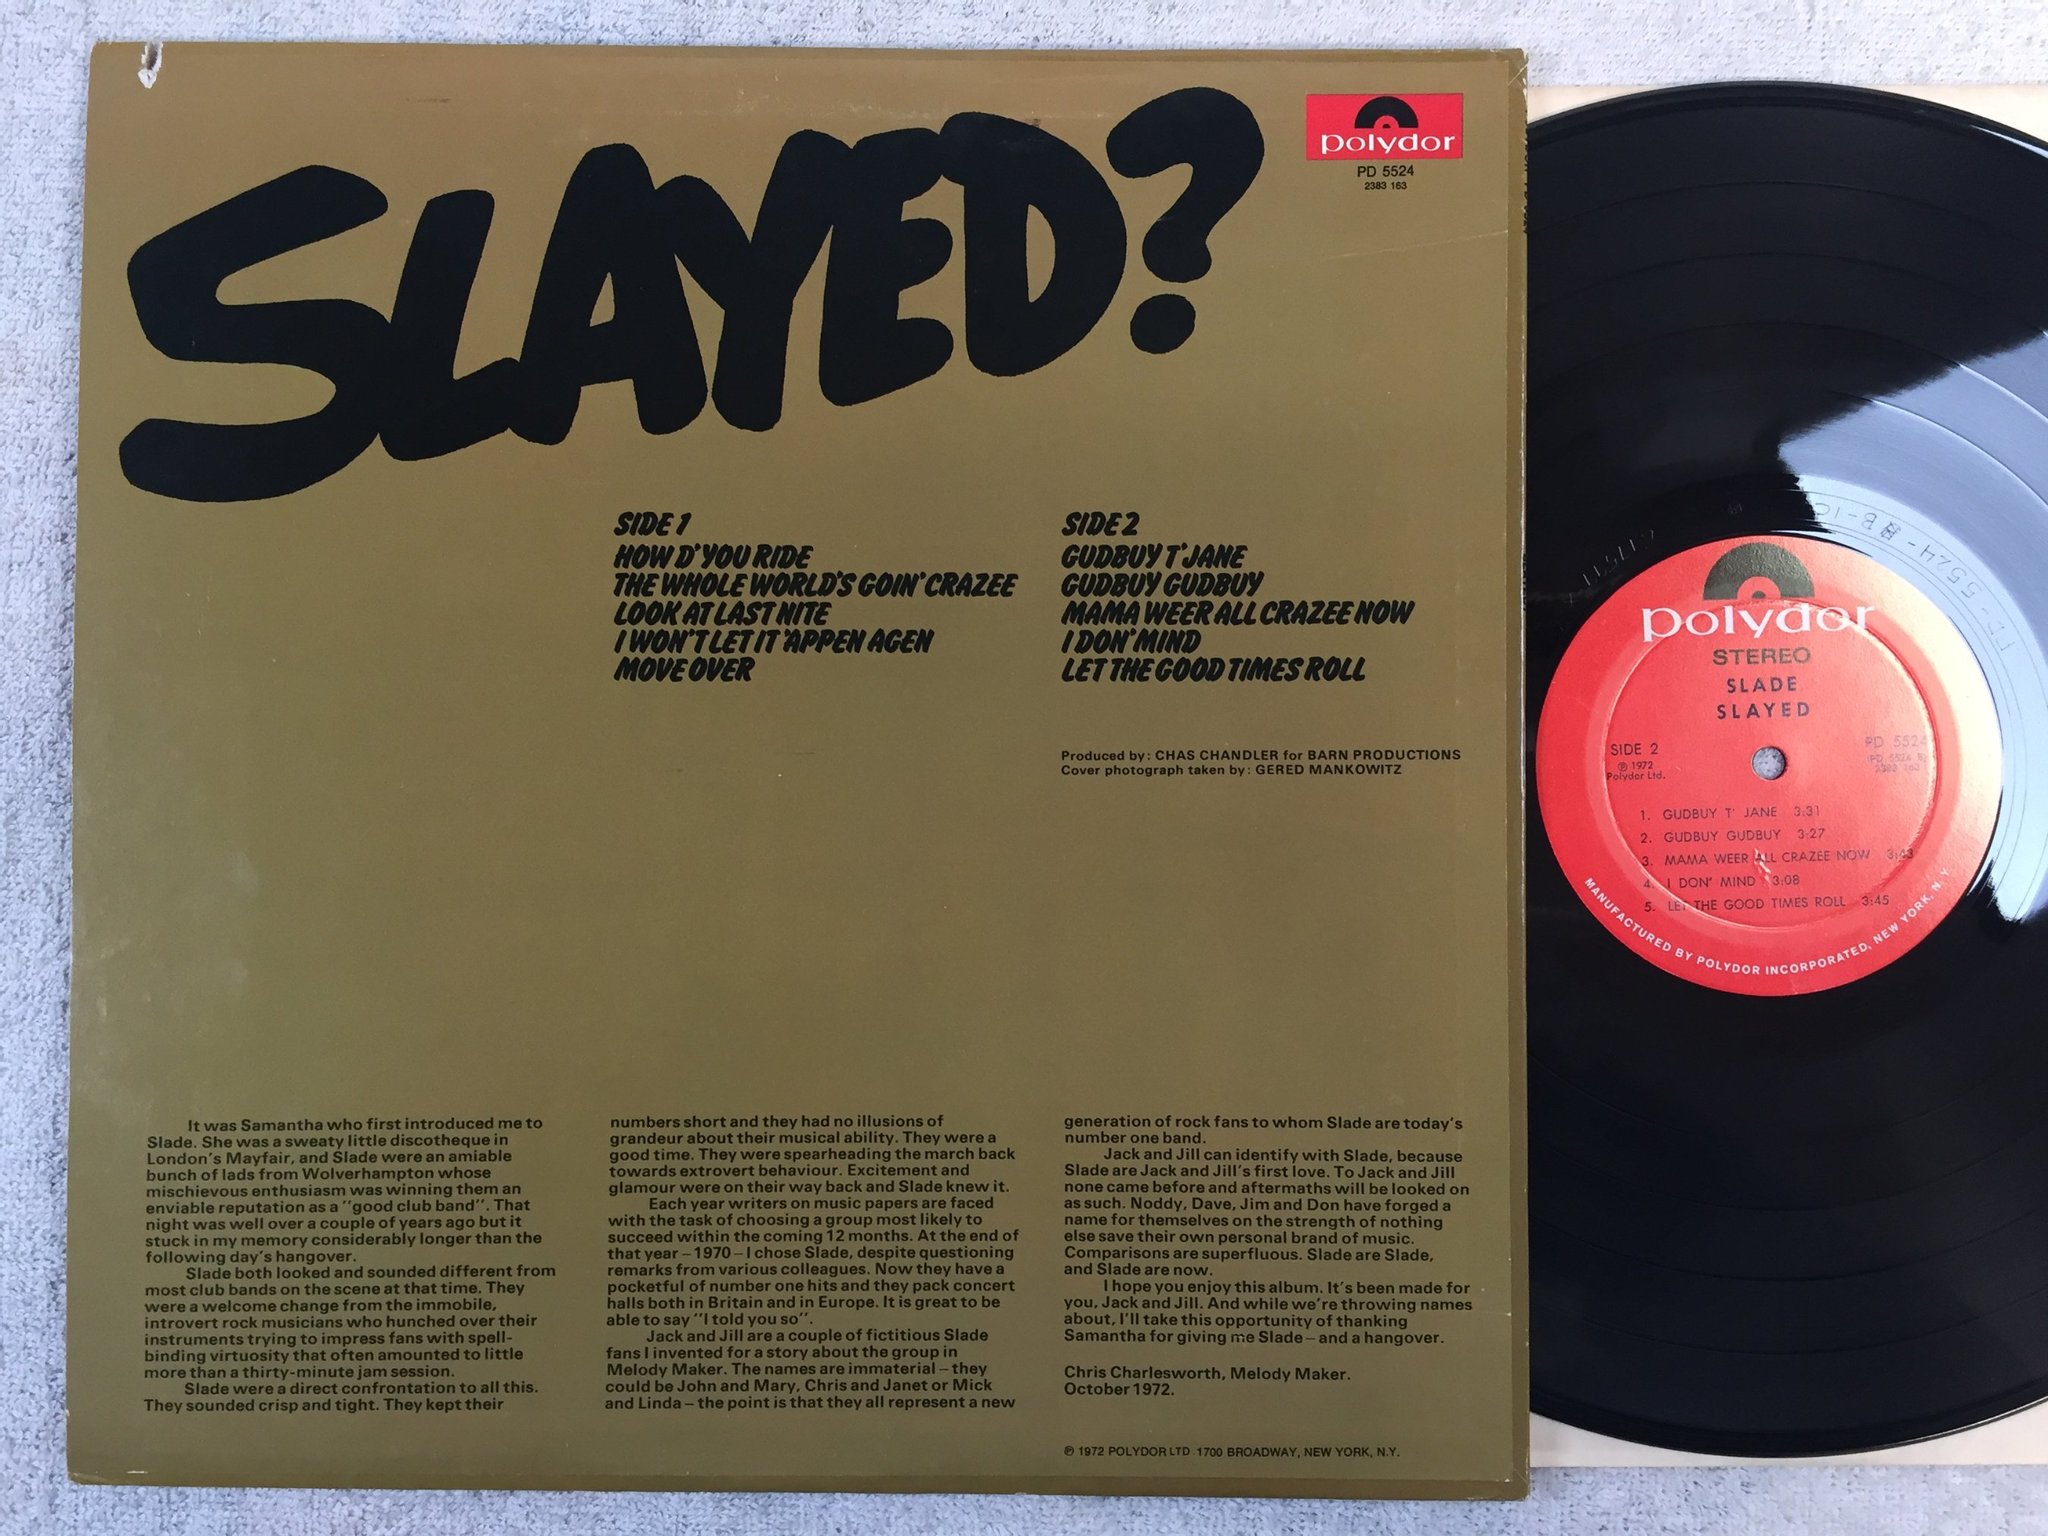 SLAYED?
polydor
PD 5524
2383 163
SIDE 1
HOW D'YOU RIDE
THE WHOLE WORLD'S GOIN' CRAZEE
LOOK AT LAST NITE
I WON'T LET IT 'APPEN AGEN
MOVE OVER
SIDE 2
GUDBUY T'JANE
GUDBUY GUDBUY
MAMA WEER ALL CRAZEE NOW
I DON' MIND
LET THE GOOD TIMES ROLL
Produced by: CHAS CHANDLER for BARN PRODUCTIONS
Cover photograph taken by: GERED MANKOWITZ
It was Samantha who first introduced me to
Slade. She was a sweaty little discotheque in
London's Mayfair, and Slade were an amiable
bunch of lads from Wolverhampton whose
mischievous enthusiasm was winning them an
enviable reputation as a "good club band". That
night was well over a couple of years ago but it
stuck in my memory considerably longer than the
following day's hangover.
Slade both looked and sounded different from
most club bands on the scene at that time. They
were a welcome change from the immobile,
introvert rock musicians who hunched over their
instruments trying to impress fans with spell-
binding virtuosity that often amounted to little
more than a thirty-minute jam session.
Slade were a direct confrontation to all this.
They sounded crisp and tight. They kept their
numbers short and they had no illusions of
grandeur about their musical ability. They were a
good time. They were spearheading the march back
towards extrovert behaviour. Excitement and
glamour were on their way back and Slade knew it.
Each year writers on music papers are faced
with the task of choosing a group most likely to
succeed within the coming 12 months. At the end of
that year – 1970 – I chose Slade, despite questioning
remarks from various colleagues. Now they have a
pocketful of number one hits and they pack concert
halls both in Britain and in Europe. It is great to be
able to say "I told you so".
Jack and Jill are a couple of fictitious Slade
fans I invented for a story about the group in
Melody Maker. The names are immaterial – they
could be John and Mary, Chris and Janet or Mick
and Linda – the point is that they all represent a new
generation of rock fans to whom Slade are today's
number one band.
Jack and Jill can identify with Slade, because
Slade are Jack and Jill's first love. To Jack and Jill
none came before and aftermaths will be looked on
as such. Noddy, Dave, Jim and Don have forged a
name for themselves on the strength of nothing
else save their own personal brand of music.
Comparisons are superfluous. Slade are Slade,
and Slade are now.
I hope you enjoy this album. It's been made for
you, Jack and Jill. And while we're throwing names
about, I'll take this opportunity of thanking
Samantha for giving me Slade – and a hangover.
Chris Charlesworth, Melody Maker.
October 1972.
℗ 1972 POLYDOR LTD 1700 BROADWAY, NEW YORK, N.Y.
polydor
STEREO
SLADE
SLAYED
SIDE 2
℗ 1972
Polydor Ltd.
PD 5524
(PD 5524 B)
2383 163
1. GUDBUY T' JANE 3:31
2. GUDBUY GUDBUY 3:27
3. MAMA WEER ALL CRAZEE NOW 3:43
4. I DON' MIND 3:08
5. LET THE GOOD TIMES ROLL 3:45
MANUFACTURED BY POLYDOR INCORPORATED, NEW YORK, N.Y.